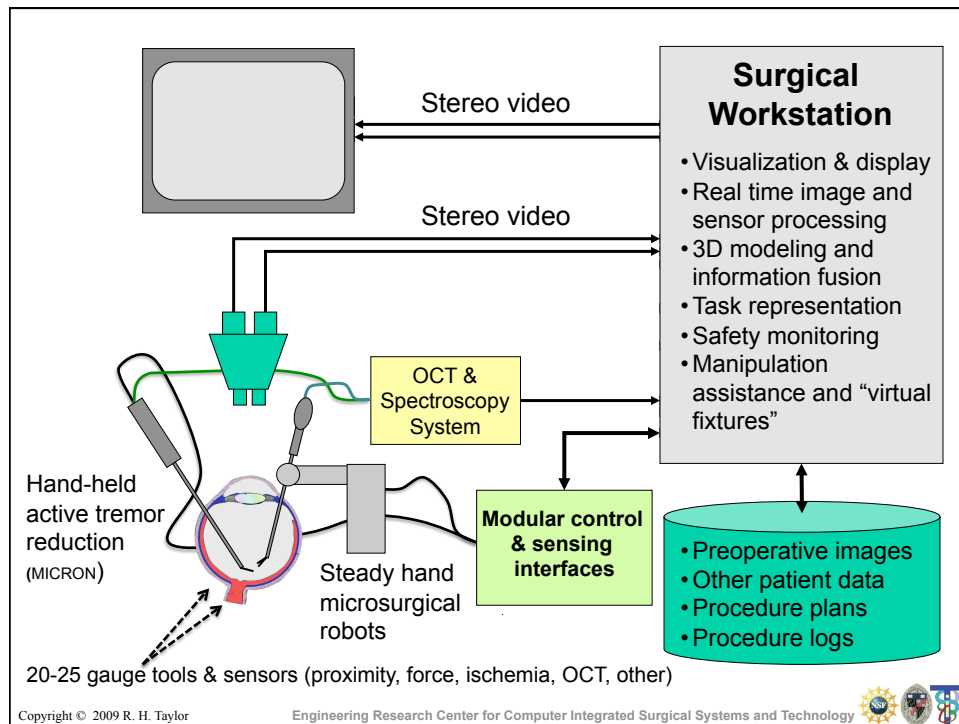 Surgical
Workstation
• Visualization & display
• Real time image and
sensor processing
• 3D modeling and
information fusion
• Task representation
• Safety monitoring
• Manipulation
assistance and “virtual
fixtures”
Stereo video
Stereo video
OCT &
Spectroscopy
System
Hand-held
active tremor
reduction
(MICRON)
Steady hand
microsurgical
robots
Modular control
& sensing
interfaces
• Preoperative images
• Other patient data
• Procedure plans
• Procedure logs
20-25 gauge tools & sensors (proximity, force, ischemia, OCT, other)
Copyright © 2009 R. H. Taylor
Engineering Research Center for Computer Integrated Surgical Systems and Technology
NSF